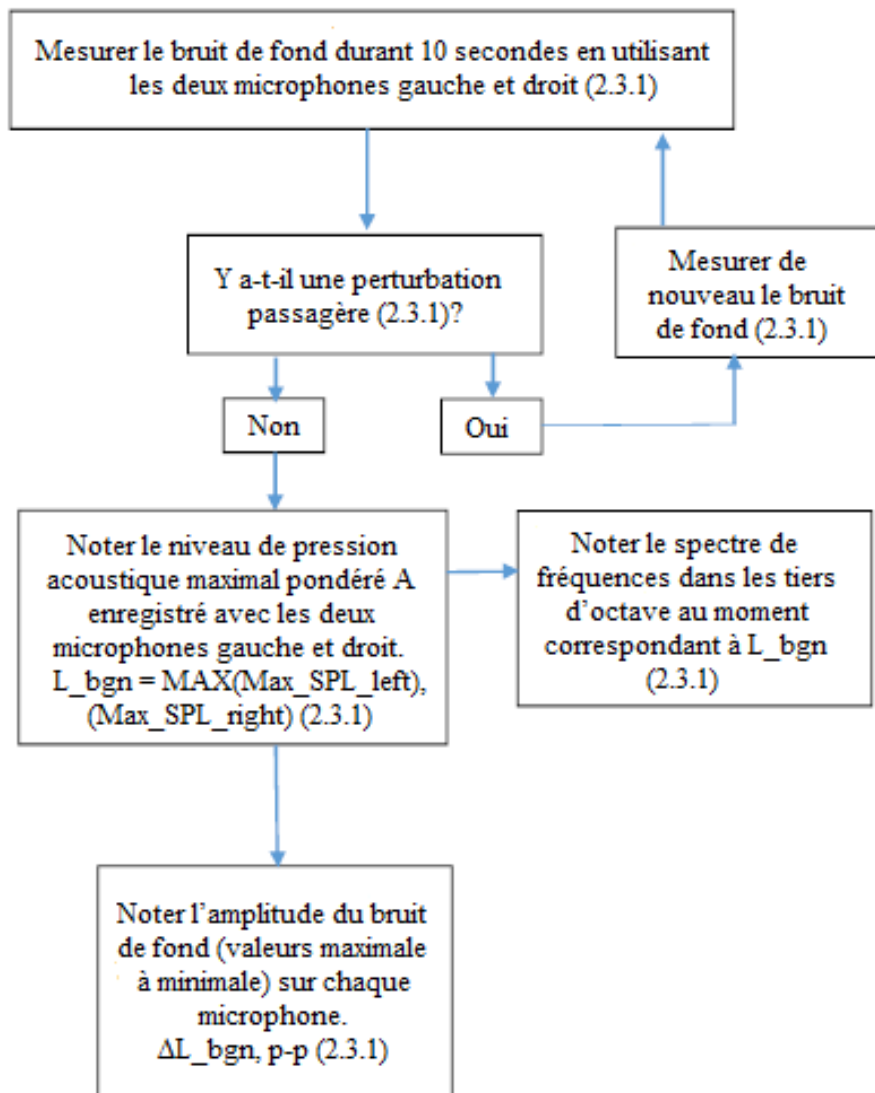 Mesurer le bruit de fond durant 10 secondes en utilisant
les deux microphones gauche et droit (2.3.1)
Y a-t-il une perturbation
passagère (2.3.1)?
Mesurer de
nouveau le bruit
de fond (2.3.1)
Non
Oui
Noter le niveau de pression
acoustique maximal pondéré A
enregistré avec les deux
microphones gauche et droit.
L_bgn = MAX(Max_SPL_left),
(Max_SPL_right) (2.3.1)
Noter le spectre de
fréquences dans les tiers
d’octave au moment
correspondant à L_bgn
(2.3.1)
Noter l’amplitude du bruit
de fond (valeurs maximale
à minimale) sur chaque
microphone.
ΔL_bgn, p-p (2.3.1)